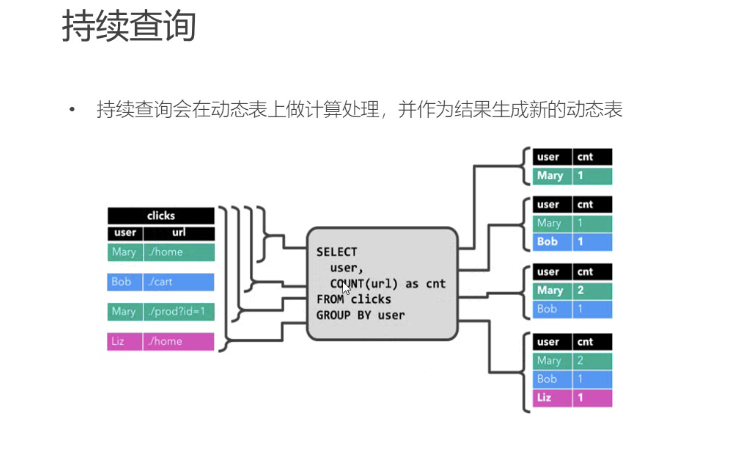 持续查询
• 持续查询会在动态表上做计算处理，并作为结果生成新的动态表
clicks
user url
Mary ./home
Bob ./cart
Mary ./prod?id=1
Liz ./home
SELECT
user,
COUNT(url) as cnt
FROM clicks
GROUP BY user
user cnt
Mary 1
user cnt
Mary 1
Bob 1
user cnt
Mary 2
Bob 1
user cnt
Mary 2
Bob 1
Liz 1